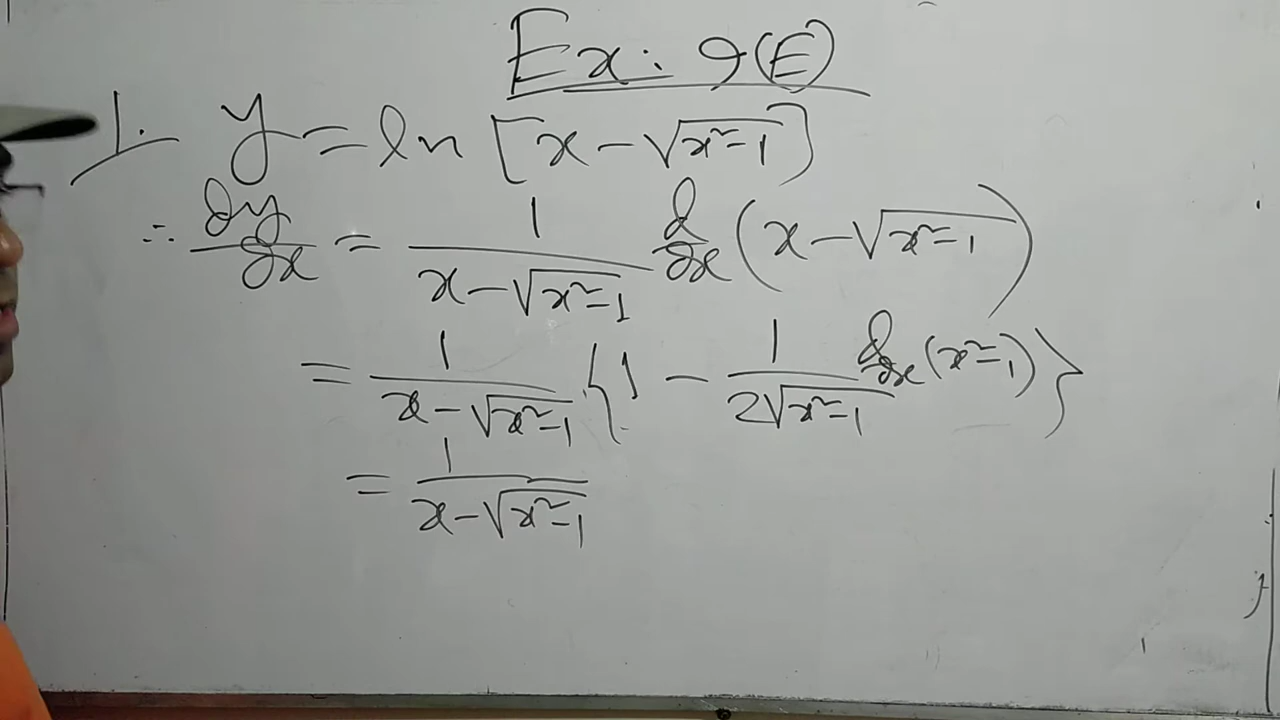 Ex: 9(E)
1. y = ln [x - √(x²-1)]
∴ dy/dx = 1/(x - √(x²-1)) d/dx (x - √(x²-1))
= 1/(x - √(x²-1)) {1 - 1/(2√(x²-1)) d/dx (x²-1)}
= 1/(x - √(x²-1))